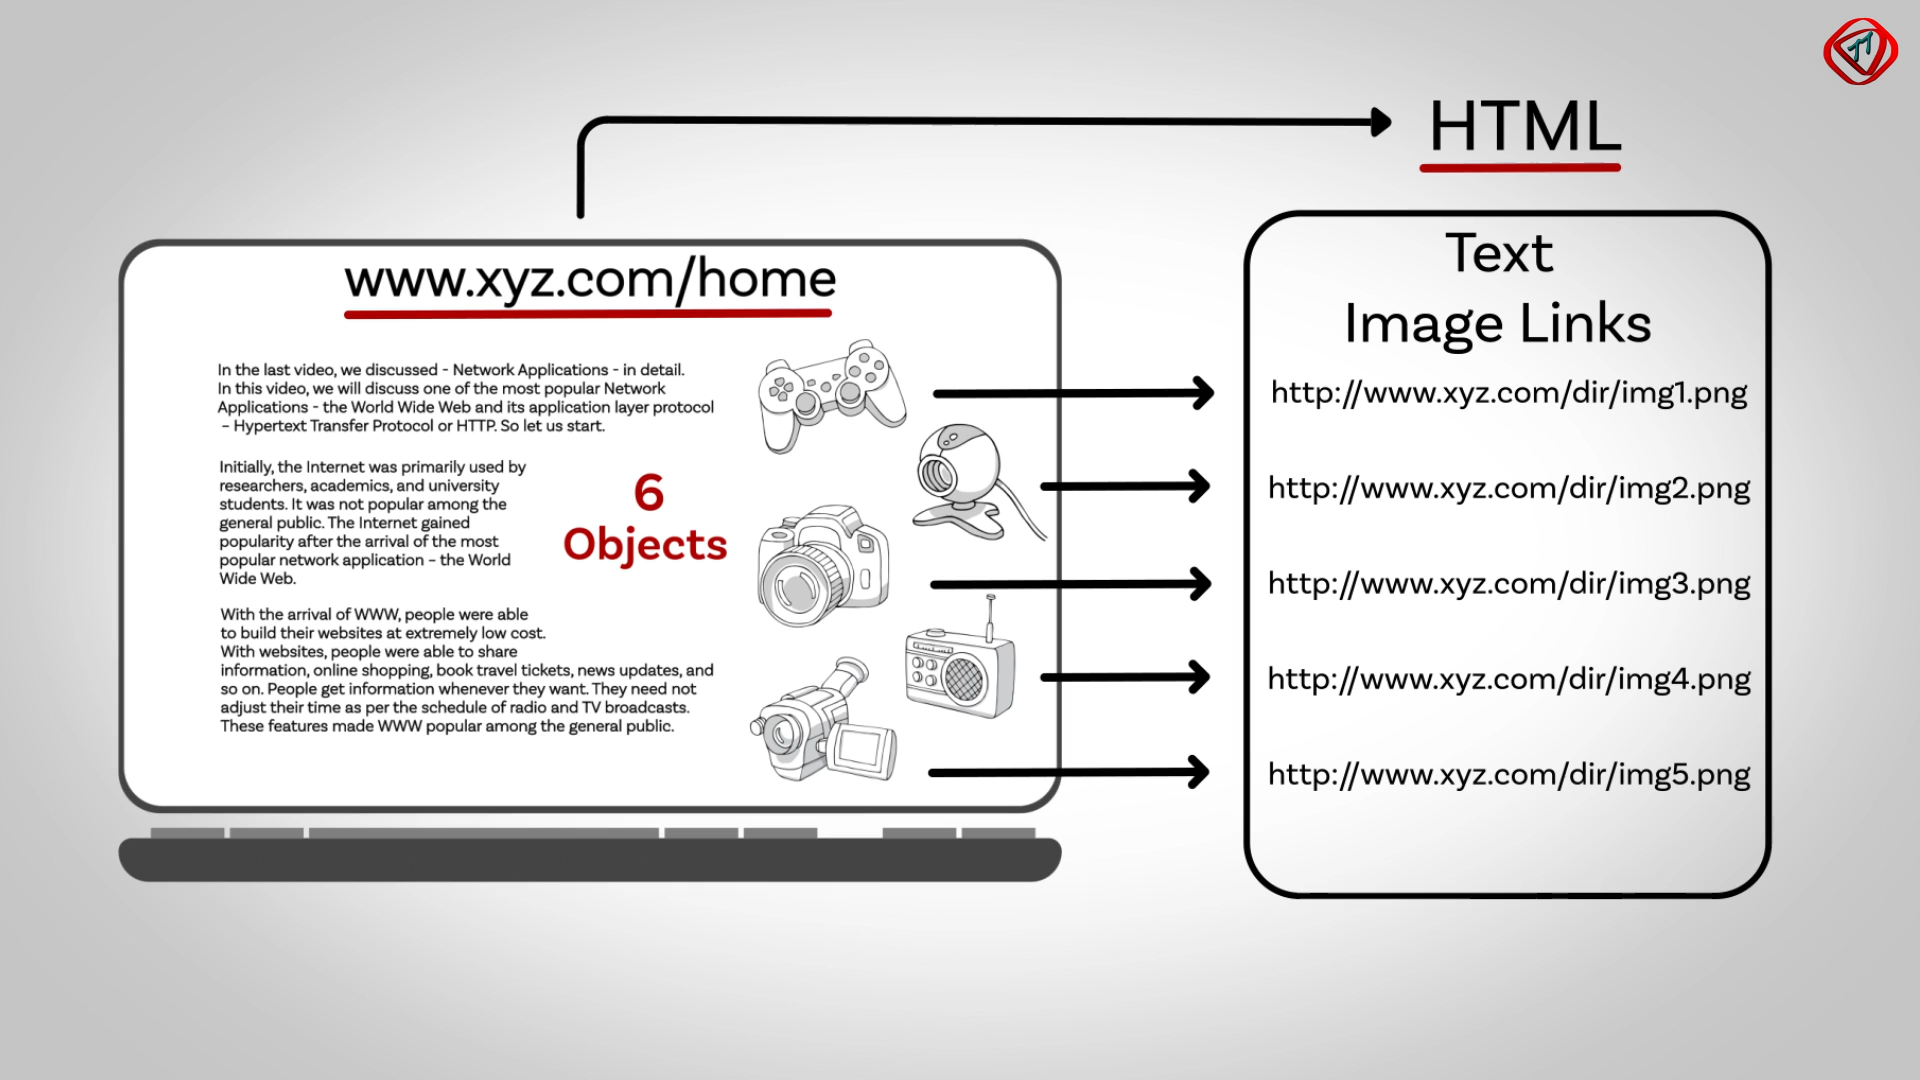 HTML
www.xyz.com/home
In the last video, we discussed - Network Applications - in detail.
In this video, we will discuss one of the most popular Network
Applications - the World Wide Web and its application layer protocol
– Hypertext Transfer Protocol or HTTP. So let us start.
Initially, the Internet was primarily used by
researchers, academics, and university
students. It was not popular among the
general public. The Internet gained
popularity after the arrival of the most
popular network application – the World
Wide Web.
With the arrival of WWW, people were able
to build their websites at extremely low cost.
With websites, people were able to share
information, online shopping, book travel tickets, news updates, and
so on. People get information whenever they want. They need not
adjust their time as per the schedule of radio and TV broadcasts.
These features made WWW popular among the general public.
6
Objects
Text
Image Links
http://www.xyz.com/dir/img1.png
http://www.xyz.com/dir/img2.png
http://www.xyz.com/dir/img3.png
http://www.xyz.com/dir/img4.png
http://www.xyz.com/dir/img5.png